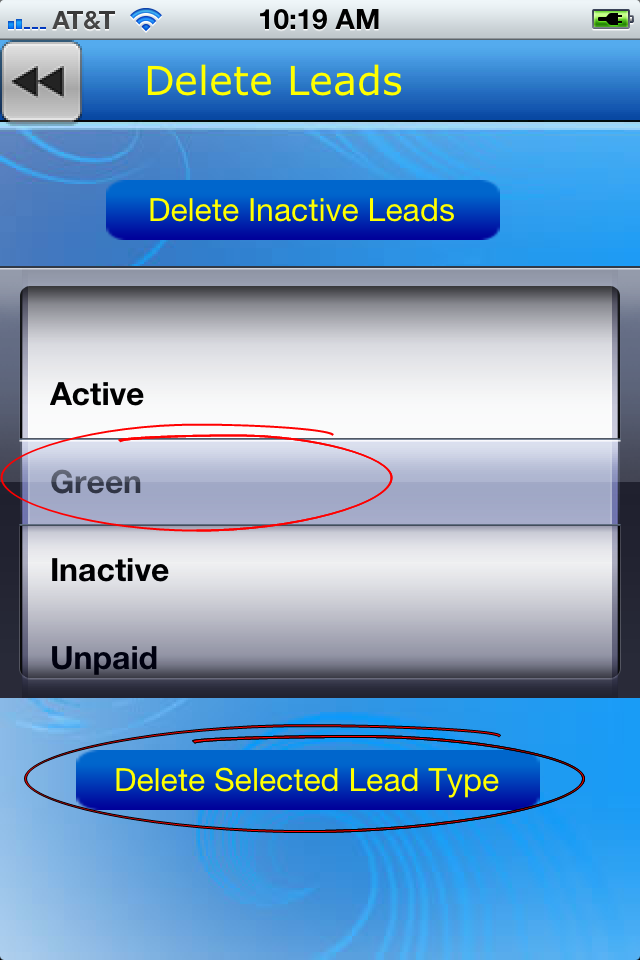 AT&T 10:19 AM
Delete Leads
Delete Inactive Leads
Active
Green
Inactive
Unpaid
Delete Selected Lead Type